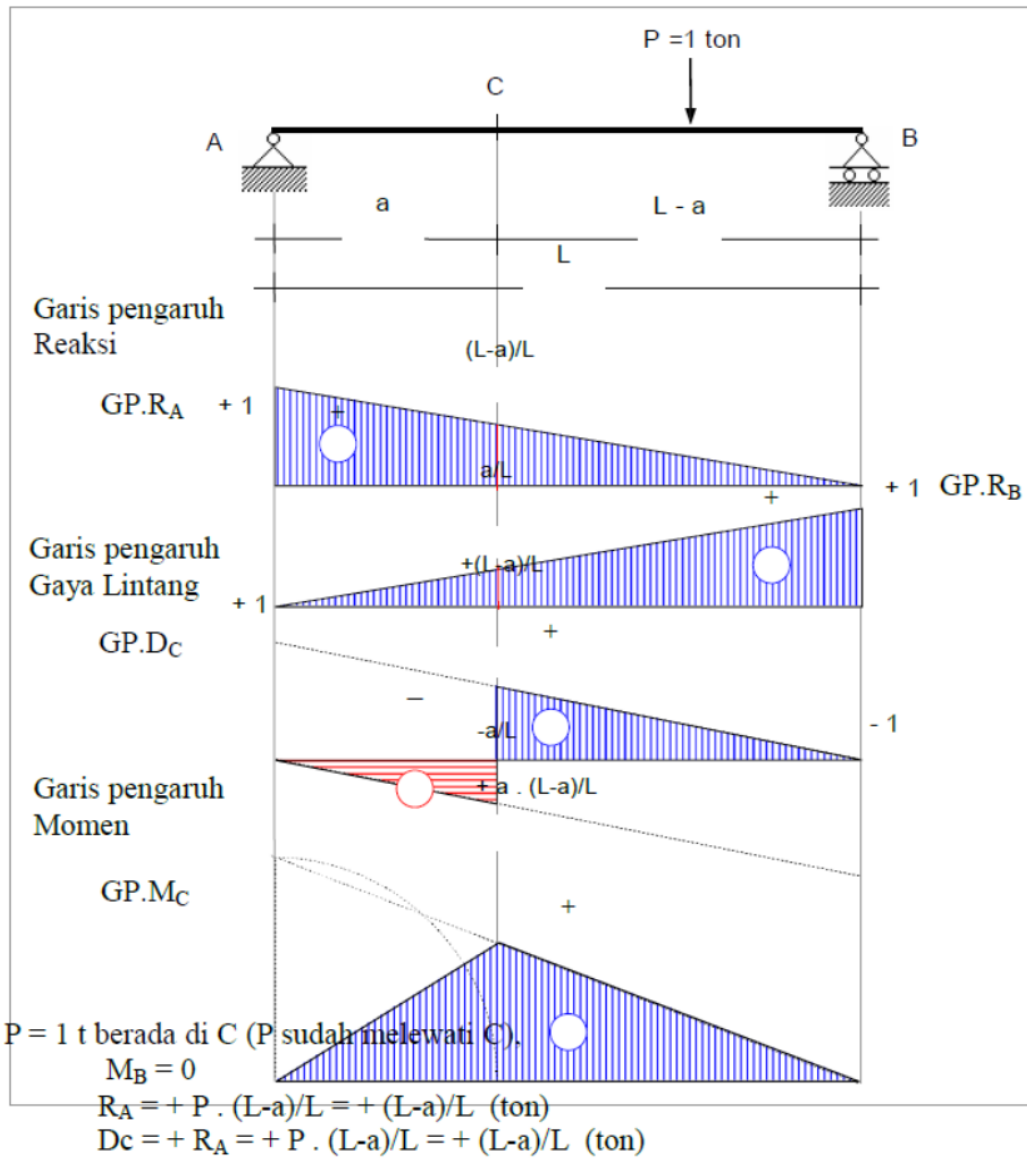 P =1 ton
C
A
B
a
L - a
L
Garis pengaruh
Reaksi
(L-a)/L
GP.RA
+ 1
+
a/L
+ 1
GP.RB
+
Garis pengaruh
Gaya Lintang
+(L-a)/L
+ 1
+
GP.DC
–
-a/L
- 1
Garis pengaruh
Momen
+ a . (L-a)/L
GP.MC
+
P = 1 t berada di C (P sudah melewati C),
MB = 0
RA = + P . (L-a)/L = + (L-a)/L (ton)
Dc = + RA = + P . (L-a)/L = + (L-a)/L (ton)